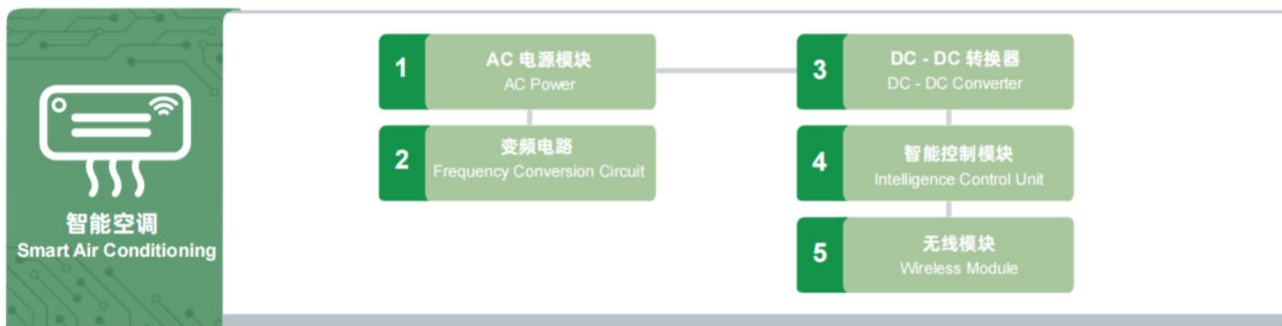 智能空调
Smart Air Conditioning
1
AC 电源模块
AC Power
2
变频电路
Frequency Conversion Circuit
3
DC - DC 转换器
DC - DC Converter
4
智能控制模块
Intelligence Control Unit
5
无线模块
Wireless Module